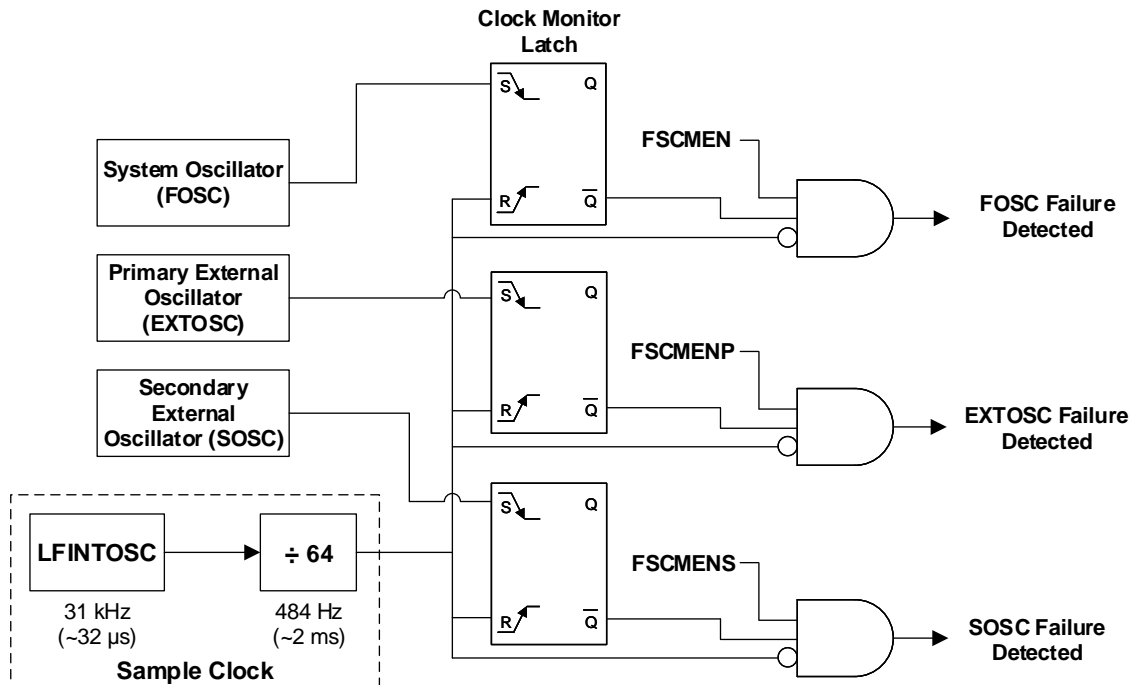 Clock Monitor
Latch
S
Q
R
Q
System Oscillator
(FOSC)
FSCMEN
FOSC Failure
Detected
Primary External
Oscillator
(EXTOSC)
S
Q
R
Q
FSCMENP
EXTOSC Failure
Detected
Secondary
External
Oscillator (SOSC)
S
Q
R
Q
FSCMENS
SOSC Failure
Detected
LFINTOSC
÷ 64
31 kHz
(~32 µs)
484 Hz
(~2 ms)
Sample Clock